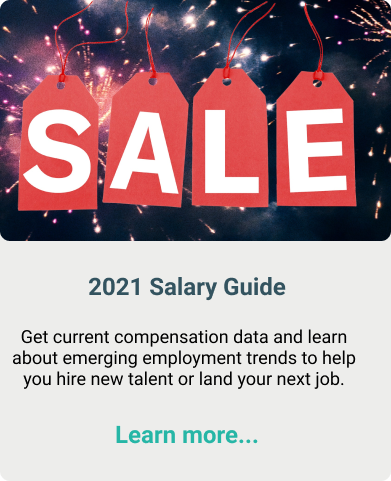 SALE
2021 Salary Guide
Get current compensation data and learn
about emerging employment trends to help
you hire new talent or land your next job.
Learn more...